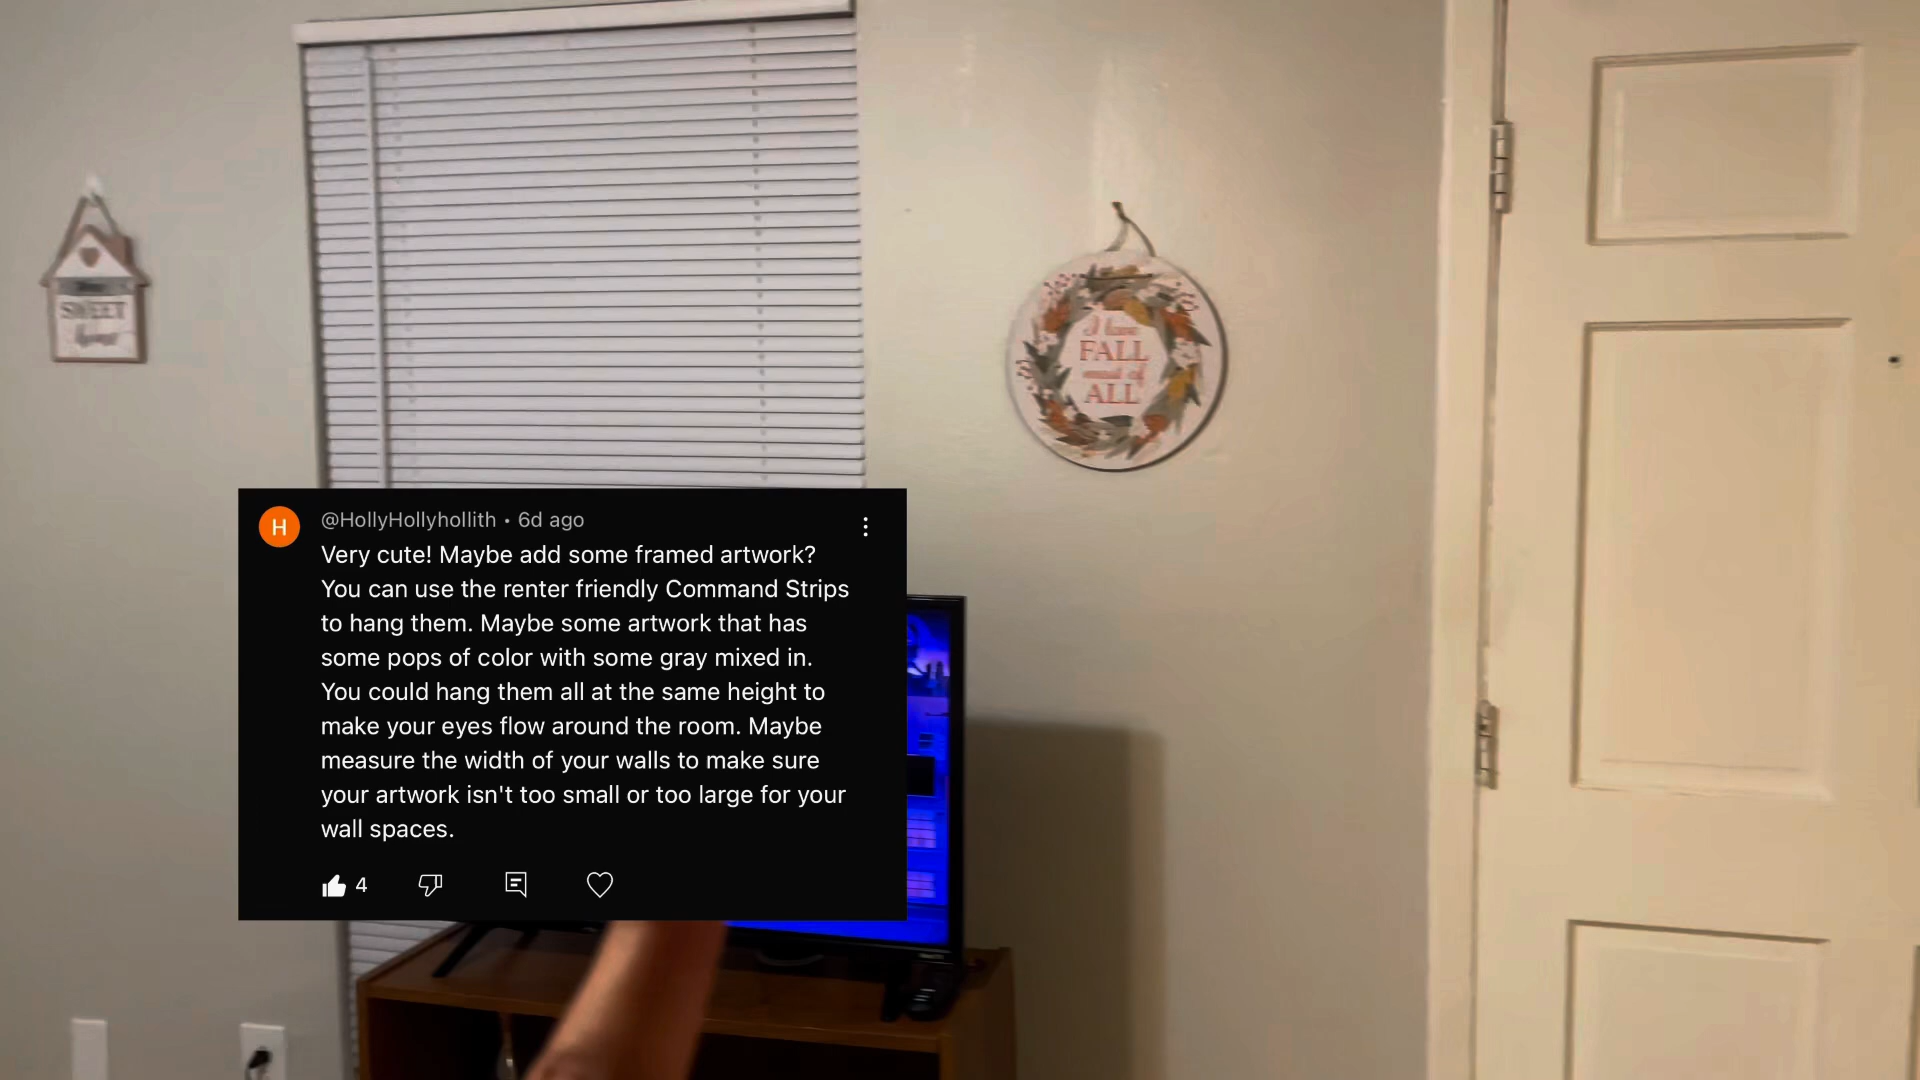 SWEET
home
I love
FALL
most of
ALL
@HollyHollyhollith • 6d ago
Very cute! Maybe add some framed artwork?
You can use the renter friendly Command Strips
to hang them. Maybe some artwork that has
some pops of color with some gray mixed in.
You could hang them all at the same height to
make your eyes flow around the room. Maybe
measure the width of your walls to make sure
your artwork isn't too small or too large for your
wall spaces.
4
H